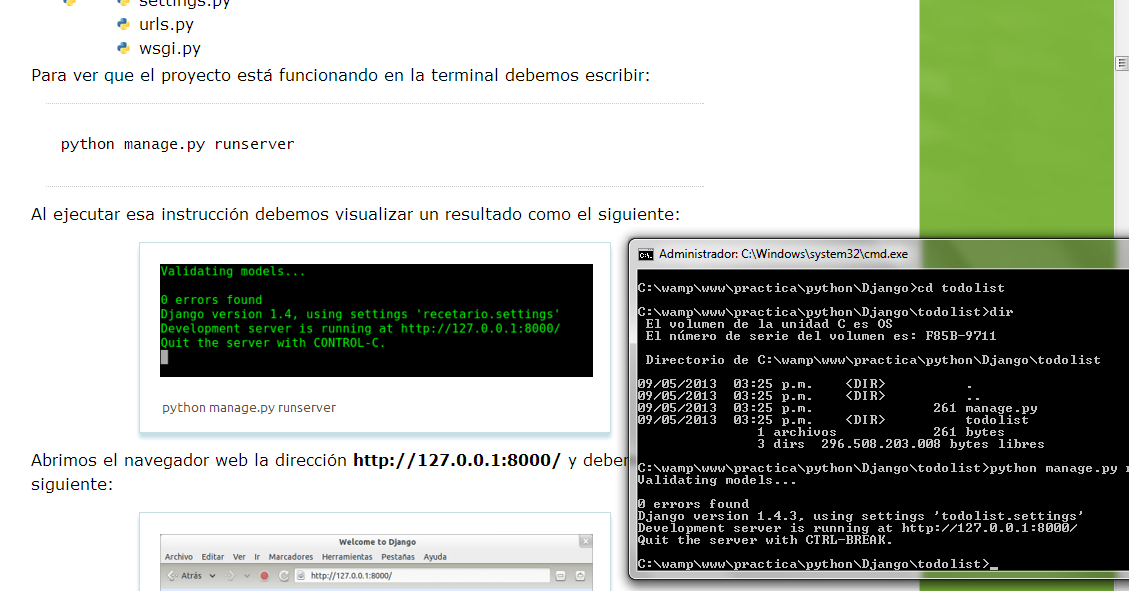 settings.py
urls.py
wsgi.py
Para ver que el proyecto está funcionando en la terminal debemos escribir:
python manage.py runserver
Al ejecutar esa instrucción debemos visualizar un resultado como el siguiente:
Validating models...
0 errors found
Django version 1.4, using settings 'recetario.settings'
Development server is running at http://127.0.0.1:8000/
Quit the server with CONTROL-C.
python manage.py runserver
Abrimos el navegador web la dirección http://127.0.0.1:8000/ y deber
siguiente:
Welcome to Django
Archivo Editar Ver Ir Marcadores Herramientas Pestañas Ayuda
Atrás http://127.0.0.1:8000/
Administrador: C:\Windows\system32\cmd.exe
C:\wamp\www\practica\python\Django>cd todolist
C:\wamp\www\practica\python\Django\todolist>dir
El volumen de la unidad C es OS
El número de serie del volumen es: F85B-9711
Directorio de C:\wamp\www\practica\python\Django\todolist
09/05/2013 03:25 p.m. <DIR> .
09/05/2013 03:25 p.m. <DIR> ..
09/05/2013 03:25 p.m. 261 manage.py
09/05/2013 03:25 p.m. <DIR> todolist
1 archivos 261 bytes
3 dirs 296.508.203.008 bytes libres
C:\wamp\www\practica\python\Django\todolist>python manage.py
Validating models...
0 errors found
Django version 1.4.3, using settings 'todolist.settings'
Development server is running at http://127.0.0.1:8000/
Quit the server with CTRL-BREAK.
C:\wamp\www\practica\python\Django\todolist>_